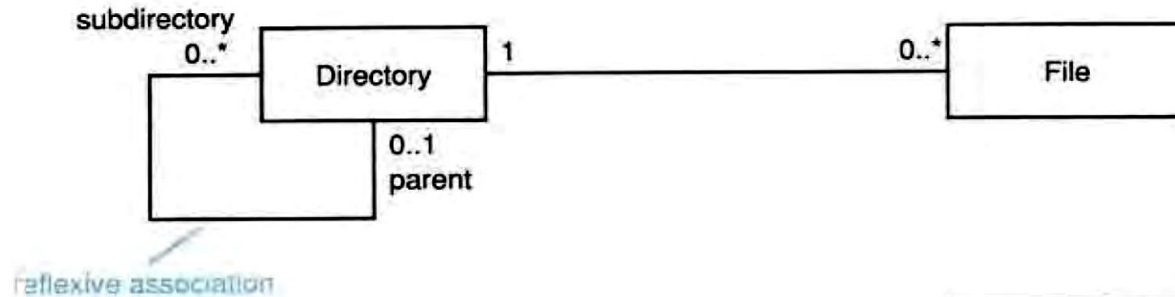 subdirectory
0..*
Directory
1
0..*
File
0..1
parent
reflexive association